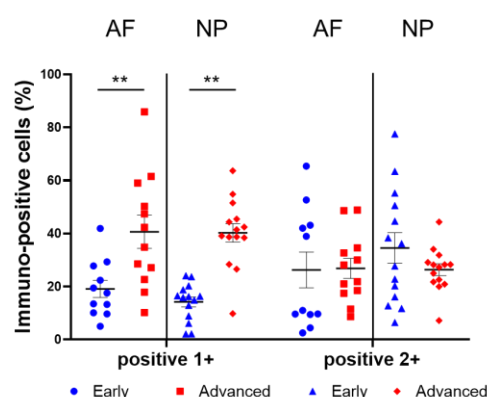 AF NP AF NP
** **
Immuno-positive cells (%)
100
80
60
40
20
0
positive 1+ positive 2+
Early Advanced Early Advanced